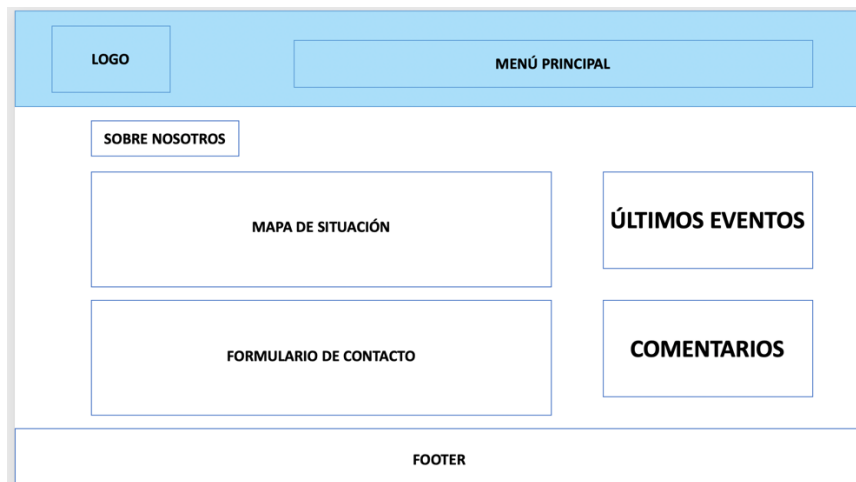 LOGO
MENÚ PRINCIPAL
SOBRE NOSOTROS
MAPA DE SITUACIÓN
ÚLTIMOS EVENTOS
FORMULARIO DE CONTACTO
COMENTARIOS
FOOTER